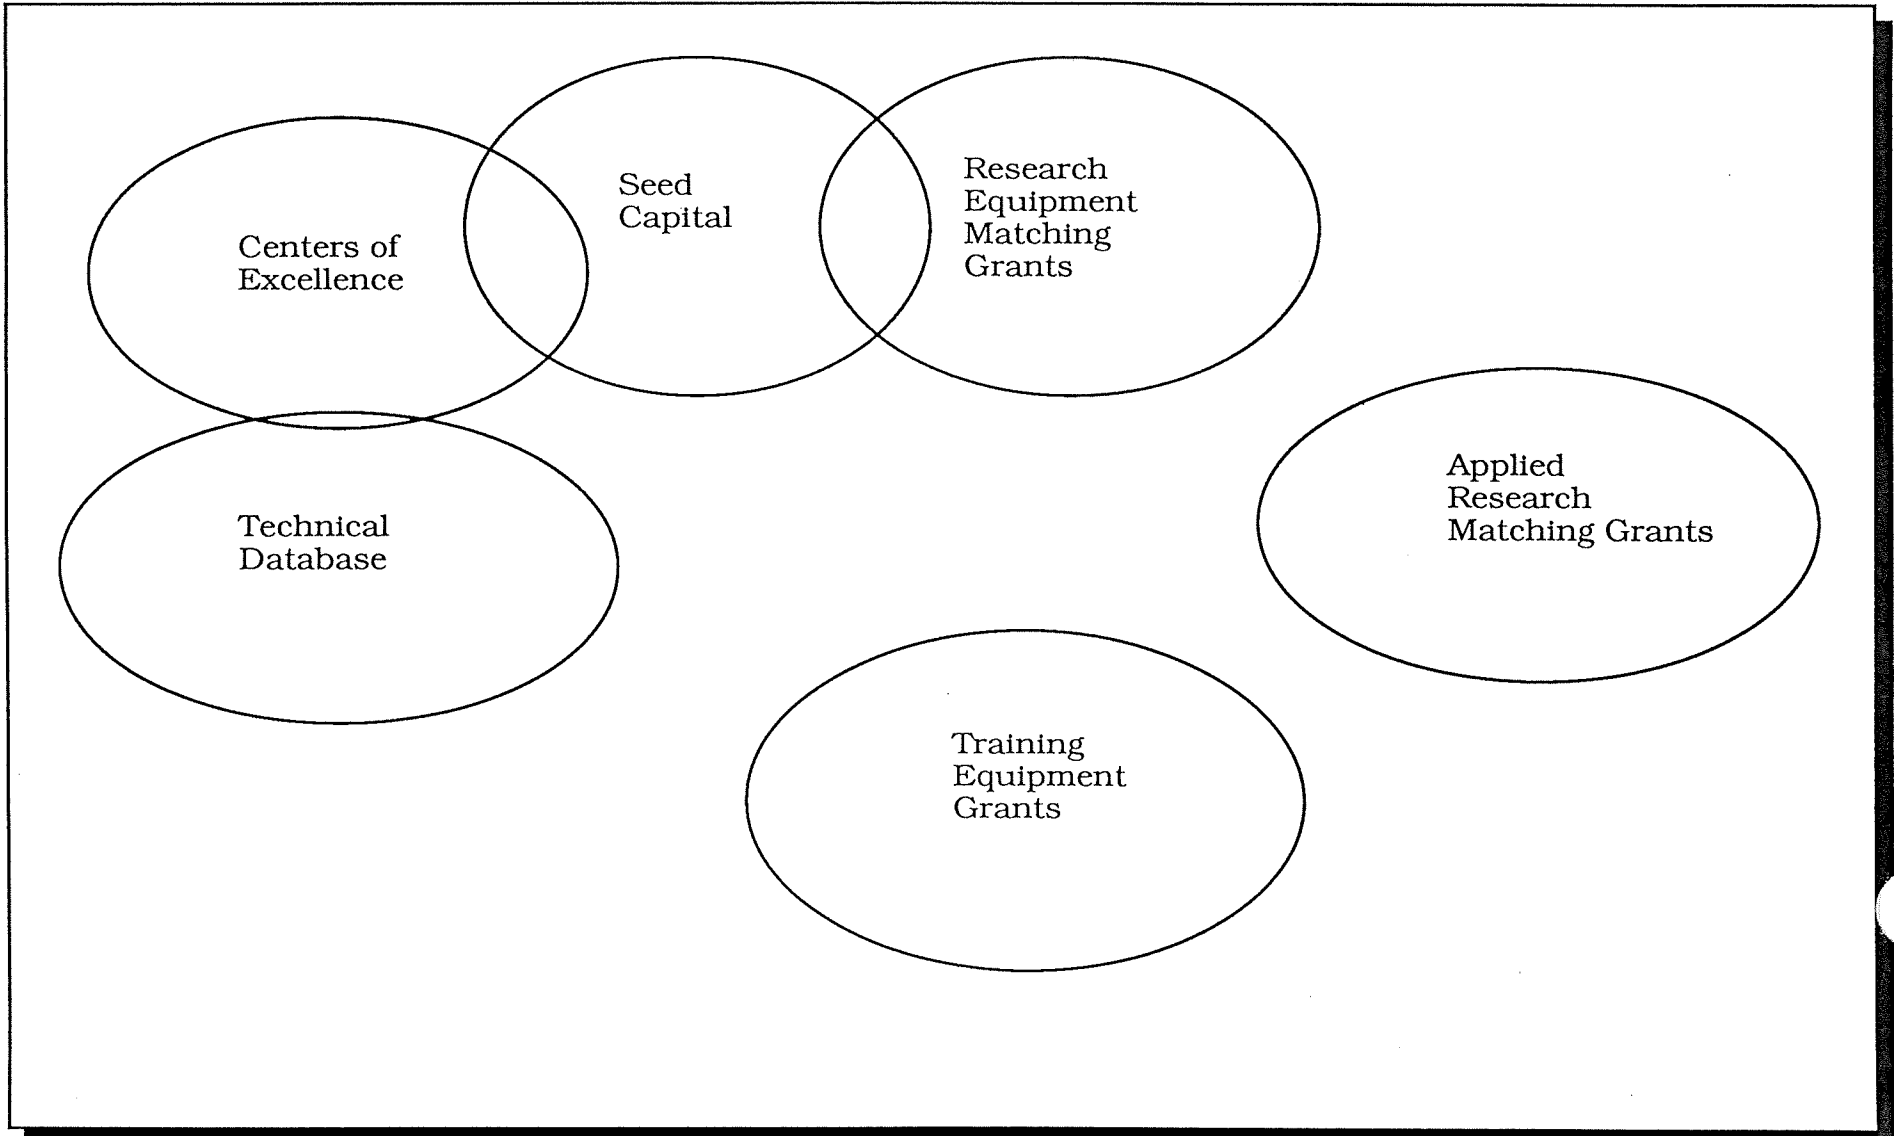 Centers of
Excellence
Seed
Capital
Research
Equipment
Matching
Grants
Technical
Database
Applied
Research
Matching Grants
Training
Equipment
Grants